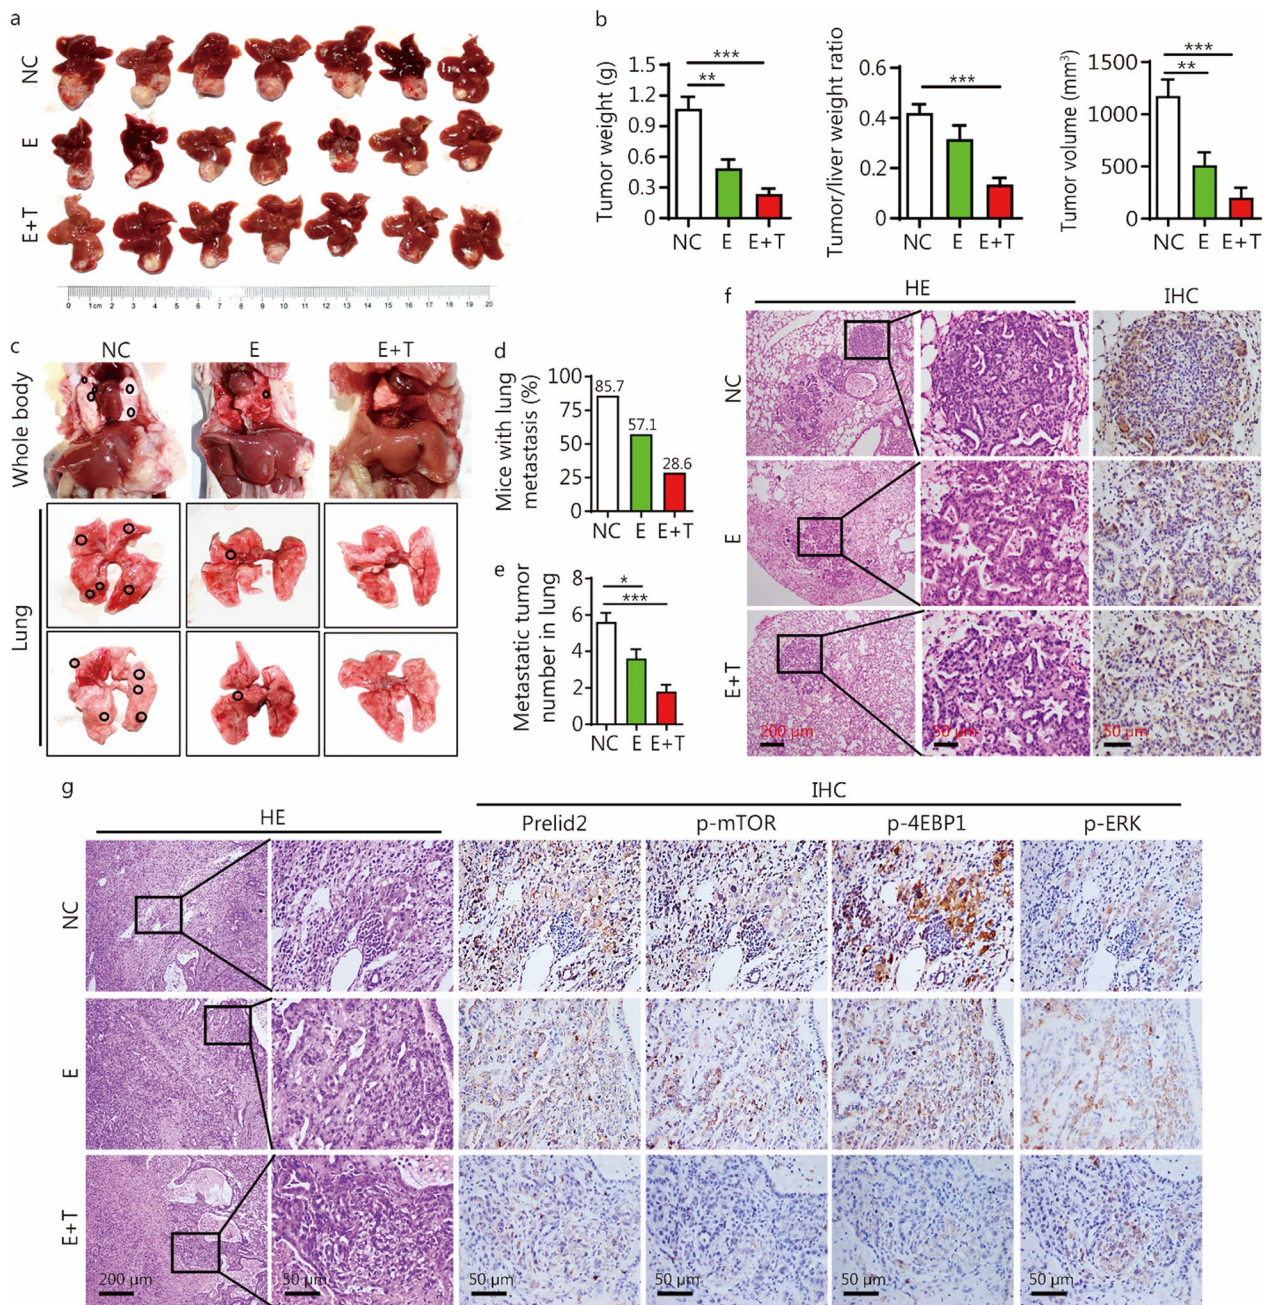 a
NC
E
E+T
0 1cm 2 3 4 5 6 7 8 9 10 11 12 13 14 15 16 17 18 19 20
b
Tumor weight (g)
1.5
1.2
0.9
0.6
0.3
0
***
**
NC E E+T
Tumor/liver weight ratio
0.6
0.4
0.2
0
***
NC E E+T
Tumor volume (mm³)
1500
1000
500
0
***
**
NC E E+T
c
NC E E+T
Whole body
Lung
d
Mice with lung
metastasis (%)
100
75
50
25
0
85.7
57.1
28.6
NC E E+T
e
Metastatic tumor
number in lung
8
6
4
2
0
*
***
NC E E+T
f
HE IHC
NC
E
E+T
200 μm 50 μm 50 μm
g
HE IHC
Prelid2 p-mTOR p-4EBP1 p-ERK
NC
E
E+T
200 μm 50 μm 50 μm 50 μm 50 μm 50 μm